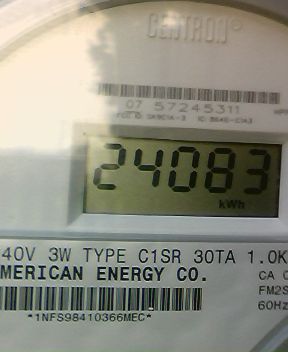 CENTRON®
07 57245311
24083
kWh
40V 3W TYPE C1SR 30TA 1.0K
MERICAN ENERGY CO.
CA
FM2S
60Hz
*1NFS98410366MEC*